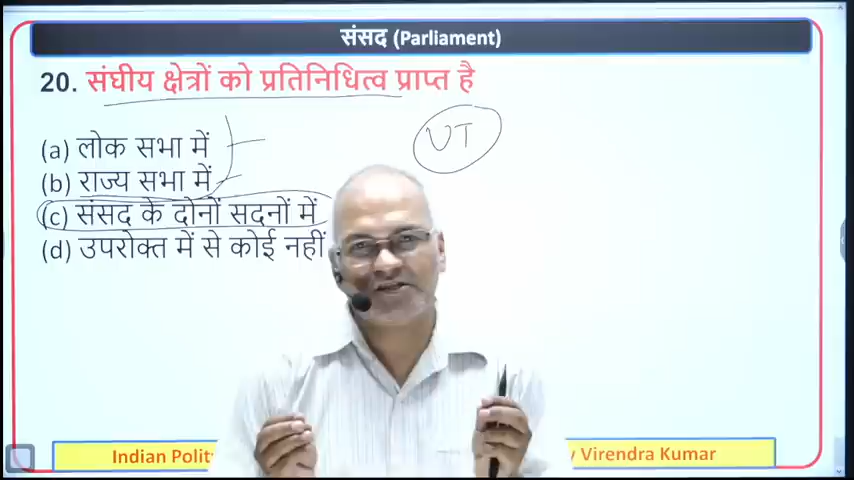 संसद (Parliament)
20. संघीय क्षेत्रों को प्रतिनिधित्व प्राप्त है
(a) लोक सभा में
(b) राज्य सभा में
(c) संसद के दोनों सदनों में
(d) उपरोक्त में से कोई नहीं
UT
Indian Polit
Virendra Kumar